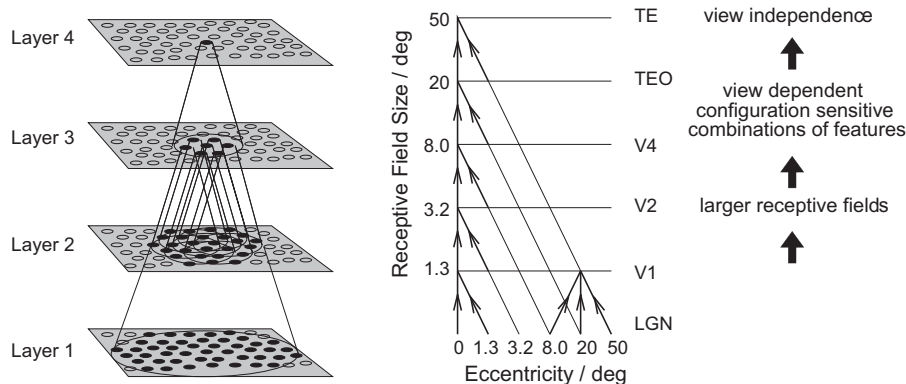 Layer 4
Layer 3
Layer 2
Layer 1
Receptive Field Size / deg
50
20
8.0
3.2
1.3
TE
TEO
V4
V2
V1
LGN
0 1.3 3.2 8.0 20 50
Eccentricity / deg
view independence
view dependent
configuration sensitive
combinations of features
larger receptive fields